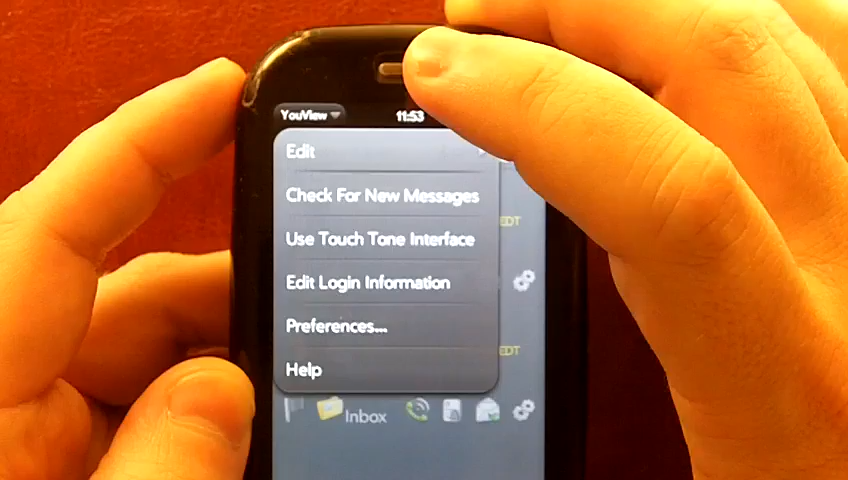 YouView 11:53
Edit
Check For New Messages
Use Touch Tone Interface
EDT
Edit Login Information
Preferences...
EDT
Help
Inbox